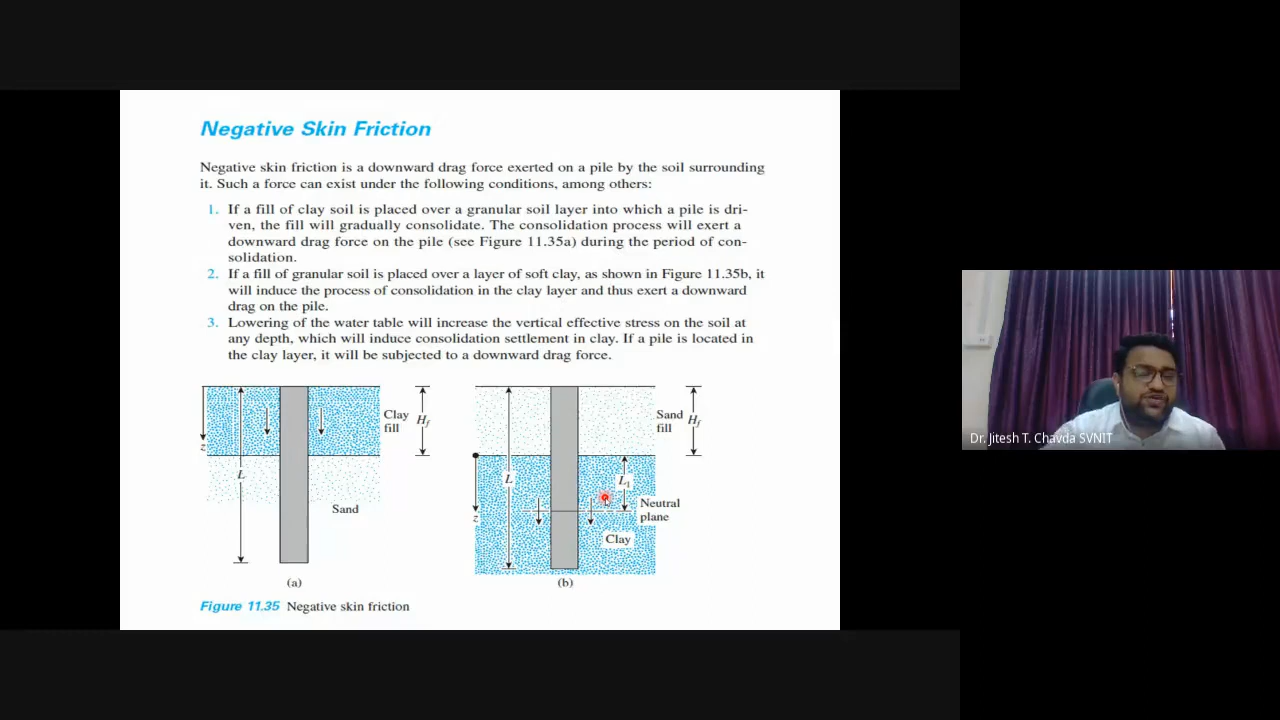 Negative Skin Friction
Negative skin friction is a downward drag force exerted on a pile by the soil surrounding
it. Such a force can exist under the following conditions, among others:
1. If a fill of clay soil is placed over a granular soil layer into which a pile is dri-
ven, the fill will gradually consolidate. The consolidation process will exert a
downward drag force on the pile (see Figure 11.35a) during the period of con-
solidation.
2. If a fill of granular soil is placed over a layer of soft clay, as shown in Figure 11.35b, it
will induce the process of consolidation in the clay layer and thus exert a downward
drag on the pile.
3. Lowering of the water table will increase the vertical effective stress on the soil at
any depth, which will induce consolidation settlement in clay. If a pile is located in
the clay layer, it will be subjected to a downward drag force.
Clay
fill
Hf
z
L
Sand
(a)
Sand
fill
Hf
L
L1
z
Neutral
plane
Clay
(b)
Figure 11.35 Negative skin friction
Dr. Jitesh T. Chavda SVNIT